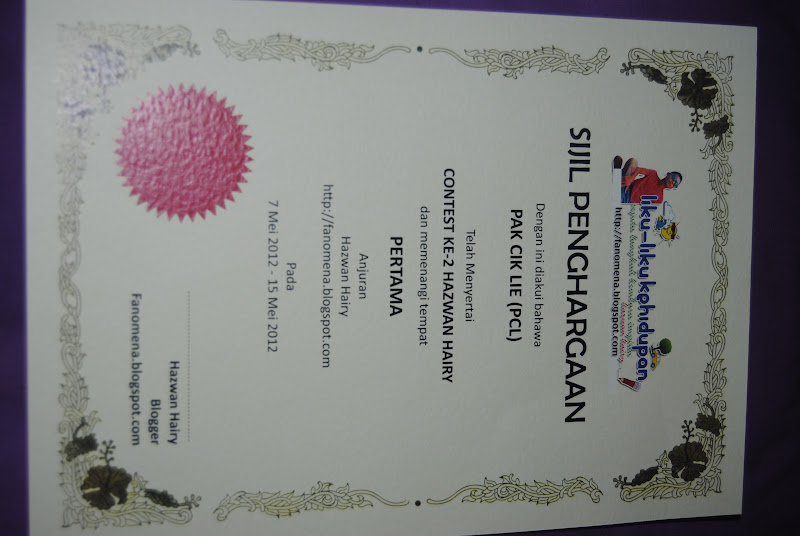 liku-liku kehidupan
http://fanomena.blogspot.com
SIJIL PENGHARGAAN
Dengan ini diakui bahawa
PAK CIK LIE (PCL)
Telah Menyertai
CONTEST KE-2 HAZWAN HAIRY
dan memenangi tempat
PERTAMA
Anjuran
Hazwan Hairy
http://fanomena.blogspot.com
Pada
7 Mei 2012 - 15 Mei 2012
Hazwan Hairy
Blogger
Fanomena.blogspot.com